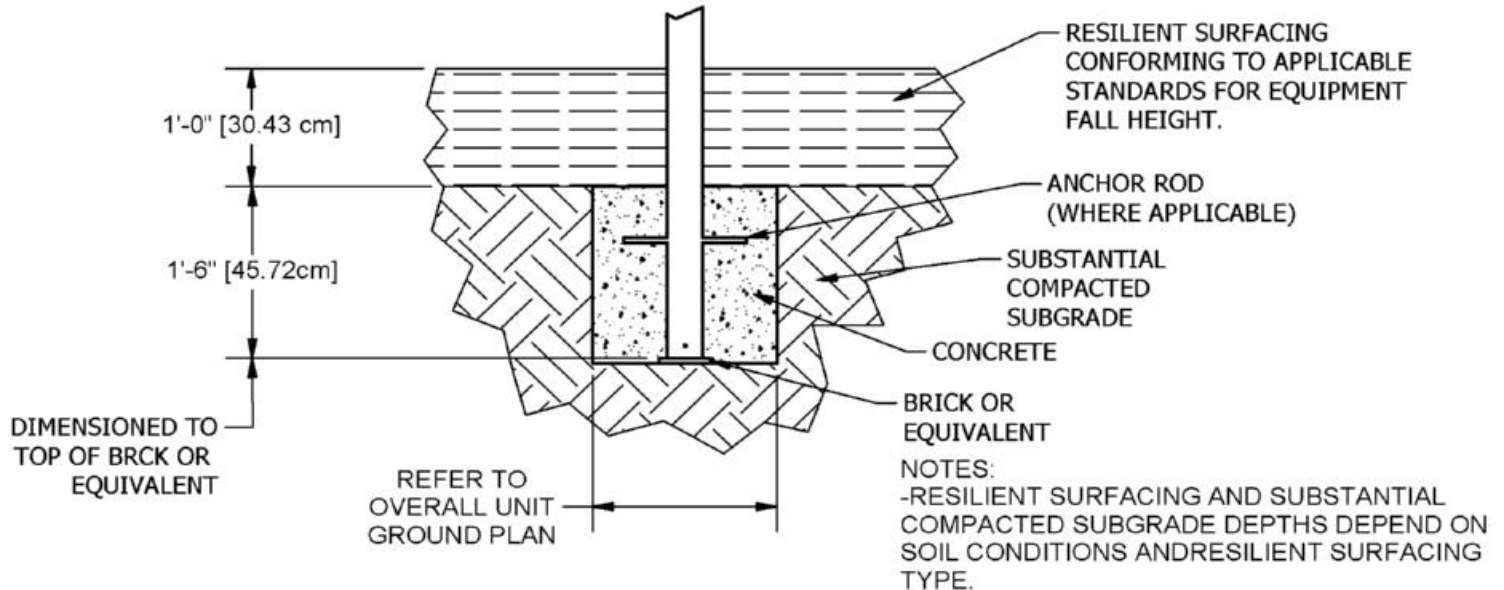 RESILIENT SURFACING
CONFORMING TO APPLICABLE
STANDARDS FOR EQUIPMENT
FALL HEIGHT.
1'-0" [30.43 cm]
ANCHOR ROD
(WHERE APPLICABLE)
1'-6" [45.72cm]
SUBSTANTIAL
COMPACTED
SUBGRADE
CONCRETE
BRICK OR
EQUIVALENT
DIMENSIONED TO
TOP OF BRCK OR
EQUIVALENT
REFER TO
OVERALL UNIT
GROUND PLAN
NOTES:
-RESILIENT SURFACING AND SUBSTANTIAL
COMPACTED SUBGRADE DEPTHS DEPEND ON
SOIL CONDITIONS ANDRESILIENT SURFACING
TYPE.